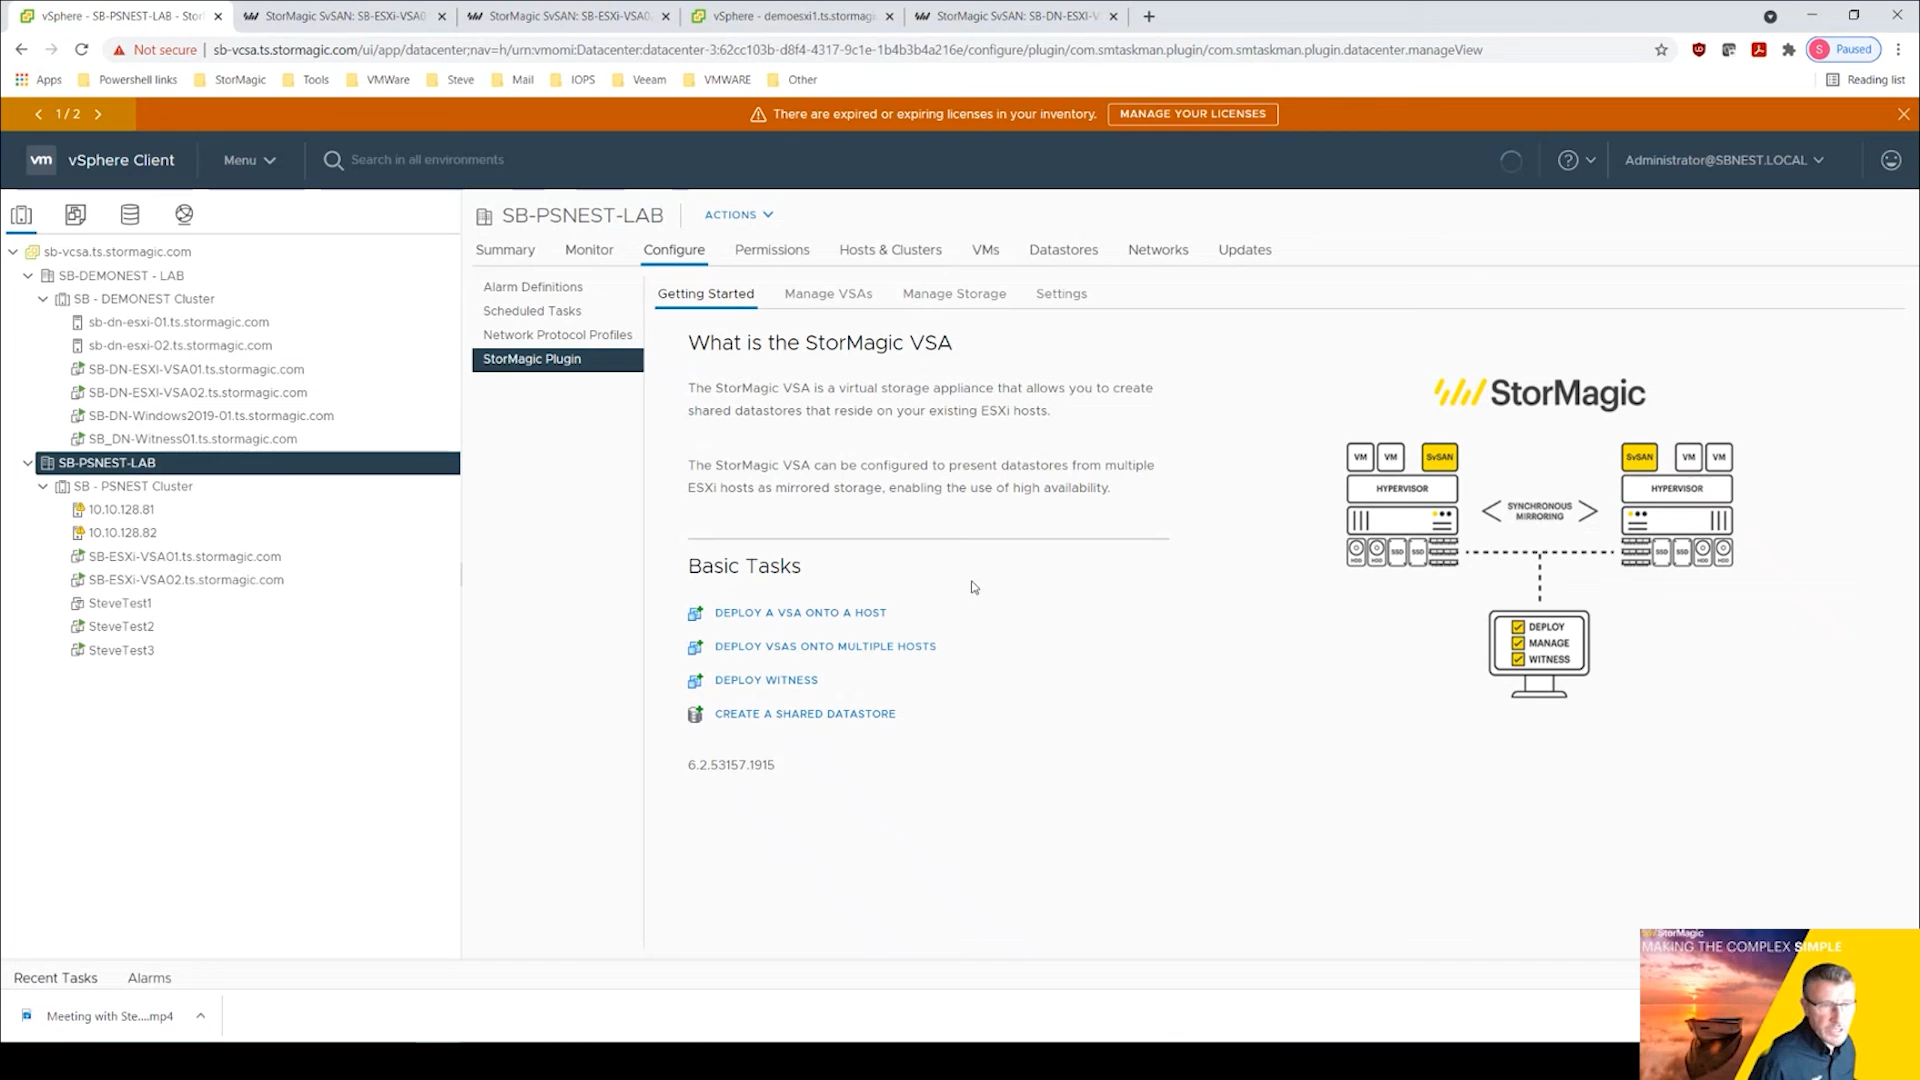 vSphere - SB-PSNEST-LAB - Stor
StorMagic SvSAN: SB-ESXi-VSA0
StorMagic SvSAN: SB-ESXi-VSA0
vSphere - demoesxi1.ts.stormagic
StorMagic SvSAN: SB-DN-ESXI-V
Not secure
sb-vcsa.ts.stormagic.com/ui/app/datacenter;nav=h/urn:vmomi:Datacenter:datacenter-3:62cc103b-d8f4-4317-9c1e-1b4b3b4a216e/configure/plugin/com.smtaskman.plugin/com.smtaskman.plugin.datacenter.manageView
S Paused
Apps Powershell links StorMagic Tools VMWare Steve Mail IOPS Veeam VMWARE Other Reading list
1 / 2
There are expired or expiring licenses in your inventory.
MANAGE YOUR LICENSES
vm vSphere Client Menu Search in all environments Administrator@SBNEST.LOCAL
sb-vcsa.ts.stormagic.com
SB-DEMONEST - LAB
SB - DEMONEST Cluster
sb-dn-esxi-01.ts.stormagic.com
sb-dn-esxi-02.ts.stormagic.com
SB-DN-ESXI-VSA01.ts.stormagic.com
SB-DN-ESXI-VSA02.ts.stormagic.com
SB-DN-Windows2019-01.ts.stormagic.com
SB_DN-Witness01.ts.stormagic.com
SB-PSNEST-LAB
SB - PSNEST Cluster
10.10.128.81
10.10.128.82
SB-ESXi-VSA01.ts.stormagic.com
SB-ESXi-VSA02.ts.stormagic.com
SteveTest1
SteveTest2
SteveTest3
SB-PSNEST-LAB
ACTIONS
Summary Monitor Configure Permissions Hosts & Clusters VMs Datastores Networks Updates
Alarm Definitions
Scheduled Tasks
Network Protocol Profiles
StorMagic Plugin
Getting Started Manage VSAs Manage Storage Settings
What is the StorMagic VSA
The StorMagic VSA is a virtual storage appliance that allows you to create
shared datastores that reside on your existing ESXi hosts.
The StorMagic VSA can be configured to present datastores from multiple
ESXi hosts as mirrored storage, enabling the use of high availability.
Basic Tasks
DEPLOY A VSA ONTO A HOST
DEPLOY VSAS ONTO MULTIPLE HOSTS
DEPLOY WITNESS
CREATE A SHARED DATASTORE
6.2.53157.1915
StorMagic
VM VM SvSAN SvSAN VM VM
HYPERVISOR HYPERVISOR
SYNCHRONOUS
MIRRORING
HDD HDD SSD SSD SSD SSD HDD HDD
DEPLOY
MANAGE
WITNESS
Recent Tasks Alarms
Meeting with Ste....mp4
StorMagic
MAKING THE COMPLEX SIMPLE